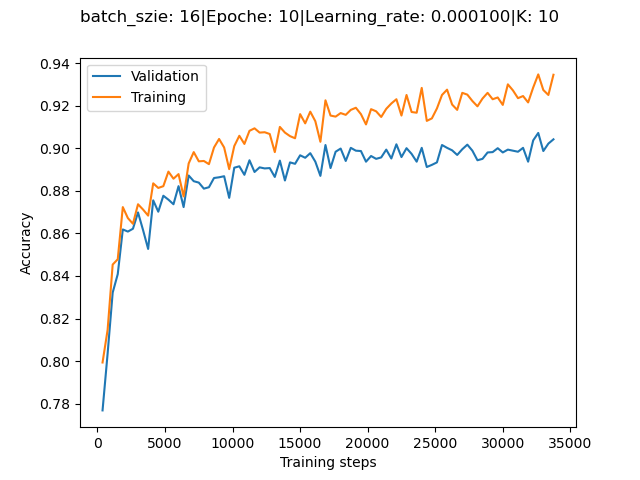 batch_szie: 16|Epoche: 10|Learning_rate: 0.000100|K: 10
Validation
Training
0.94
0.92
0.90
0.88
0.86
0.84
0.82
0.80
0.78
Accuracy
0 5000 10000 15000 20000 25000 30000 35000
Training steps